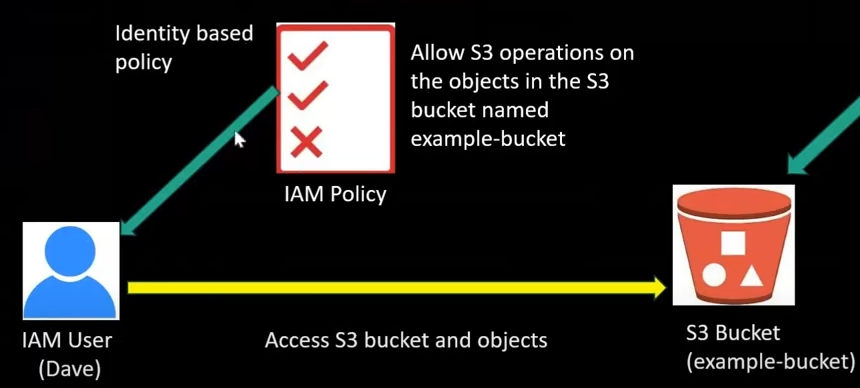 Identity based
policy
Allow S3 operations on
the objects in the S3
bucket named
example-bucket
IAM Policy
IAM User
(Dave)
Access S3 bucket and objects
S3 Bucket
(example-bucket)